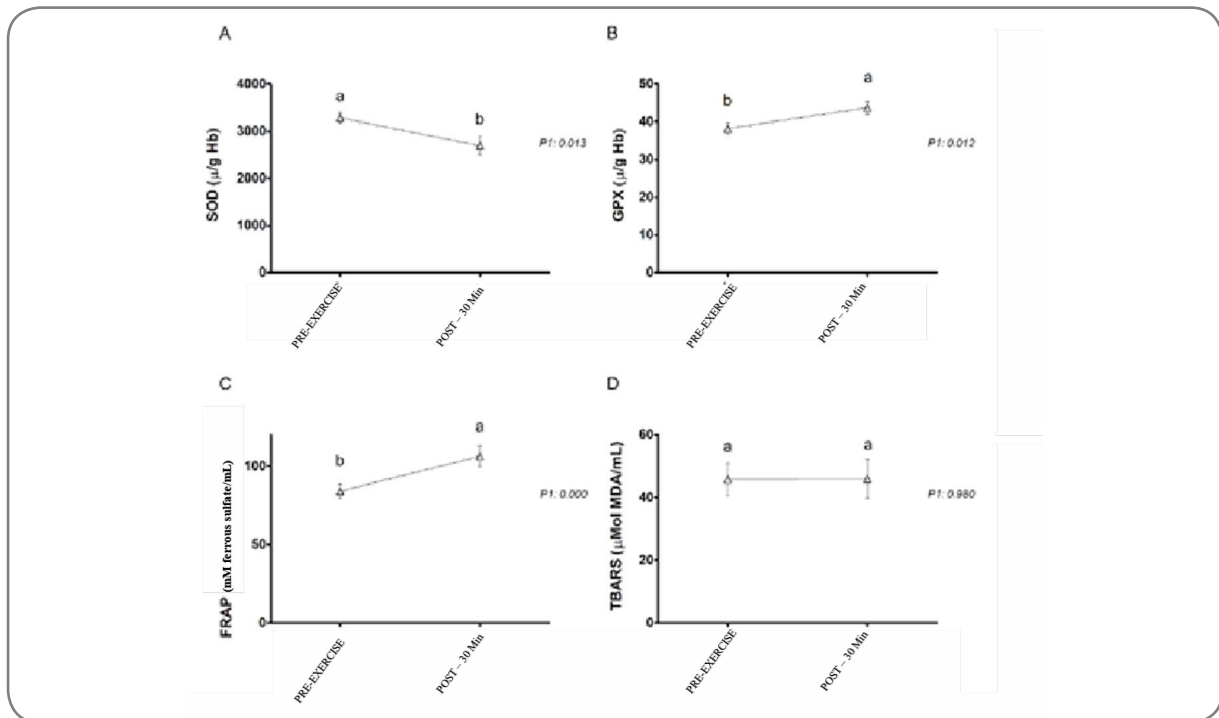 A
SOD (µ/g Hb)
4000
3000
2000
1000
0
a
b
P1: 0.013
PRE-EXERCISE
POST – 30 Min
B
GPX (µ/g Hb)
50
40
30
20
10
0
b
a
P1: 0.012
PRE-EXERCISE
POST – 30 Min
C
FRAP (mM ferrous sulfate/mL)
100
50
0
b
a
P1: 0.000
PRE-EXERCISE
POST – 30 Min
D
TBARS (µMol MDA/mL)
60
40
20
0
a
a
P1: 0.980
PRE-EXERCISE
POST – 30 Min